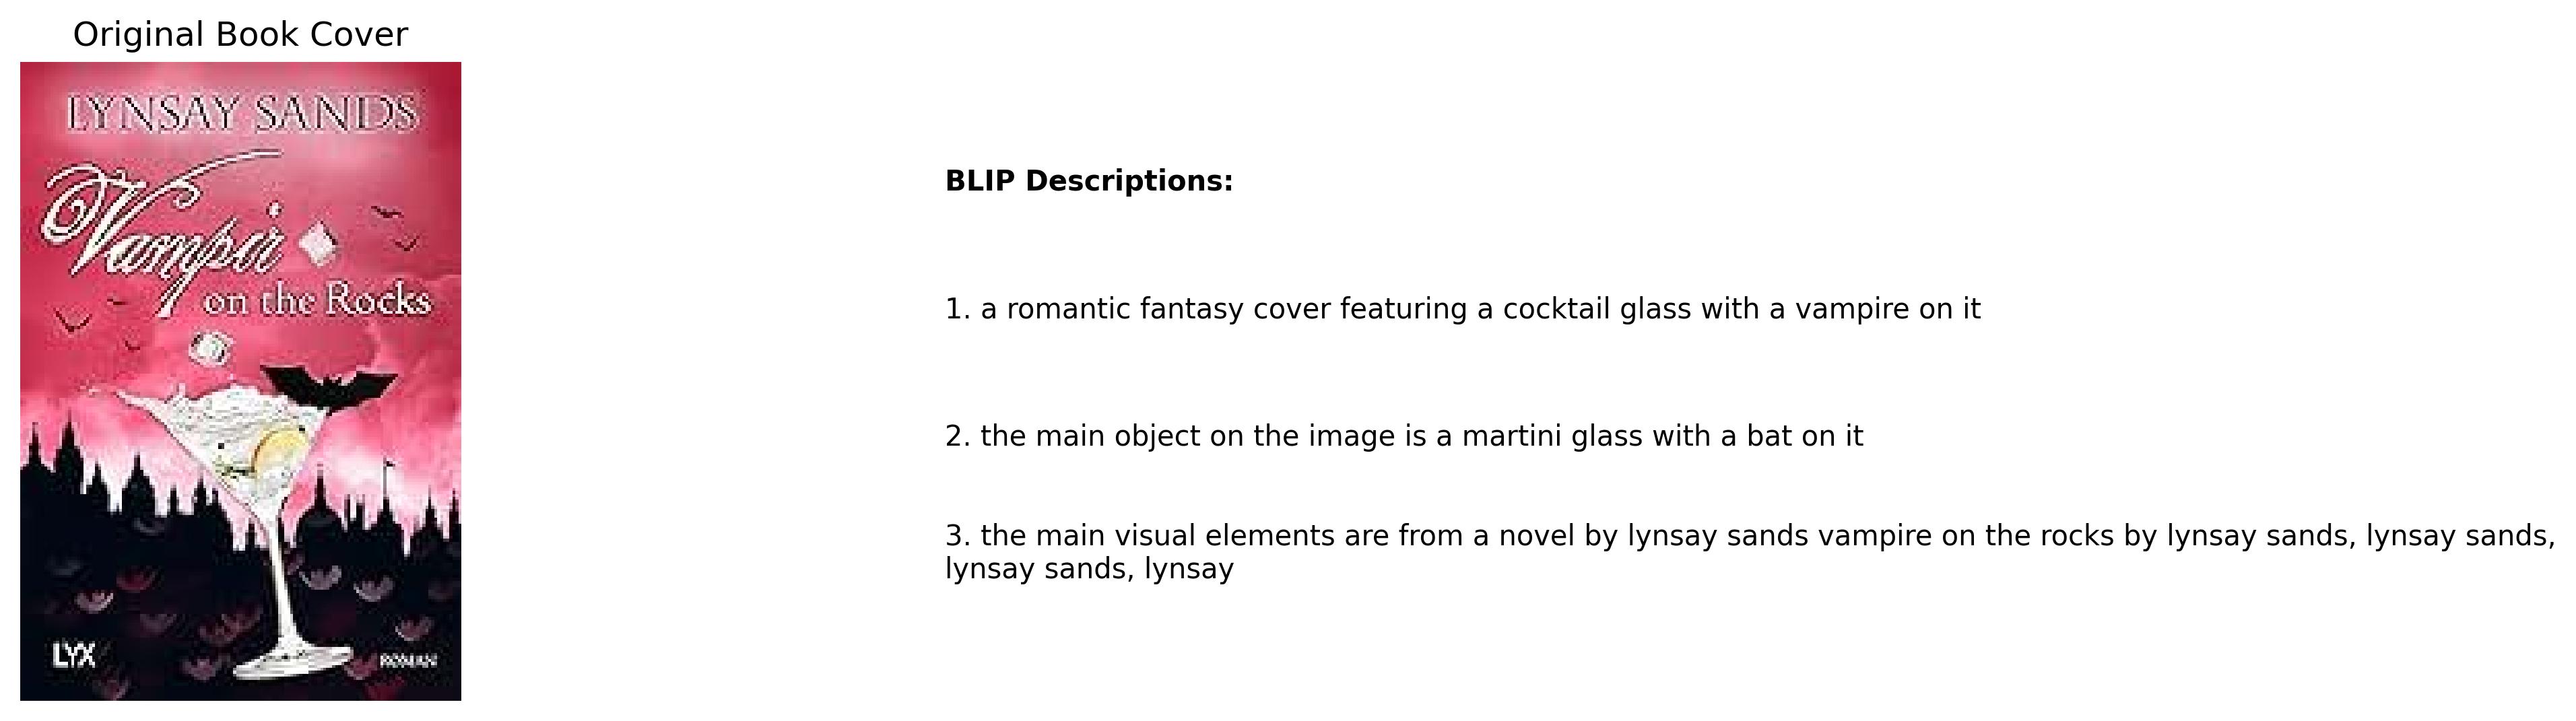 Original Book Cover
LYNSAY SANDS
Vampir
on the Rocks
LYX
ROMAN
BLIP Descriptions:
1. a romantic fantasy cover featuring a cocktail glass with a vampire on it
2. the main object on the image is a martini glass with a bat on it
3. the main visual elements are from a novel by lynsay sands vampire on the rocks by lynsay sands, lynsay sands,
lynsay sands, lynsay